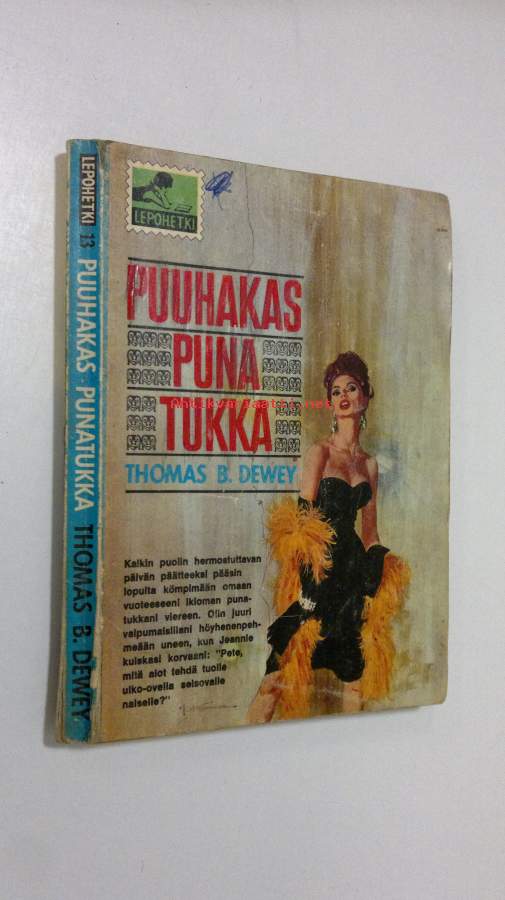 LEPOHETKI 13 PUUHAKAS PUNATUKKA THOMAS B. DEWEY
LEPOHETKI
PUUHAKAS
PUNA
TUKKA
THOMAS B. DEWEY
Kaikin puolin hermostuttavan
päivän päätteeksi pääsin
lopulta kömpimään omaan
vuoteeseeni ikioman puna-
tukkani viereen. Olin juuri
vaipumaisillani höyhenenpeh-
meään uneen, kun Jeannie
kuiskasi korvaani: "Pete,
mitä aiot tehdä tuolle
ulko-ovella seisovalle
naiselle?"